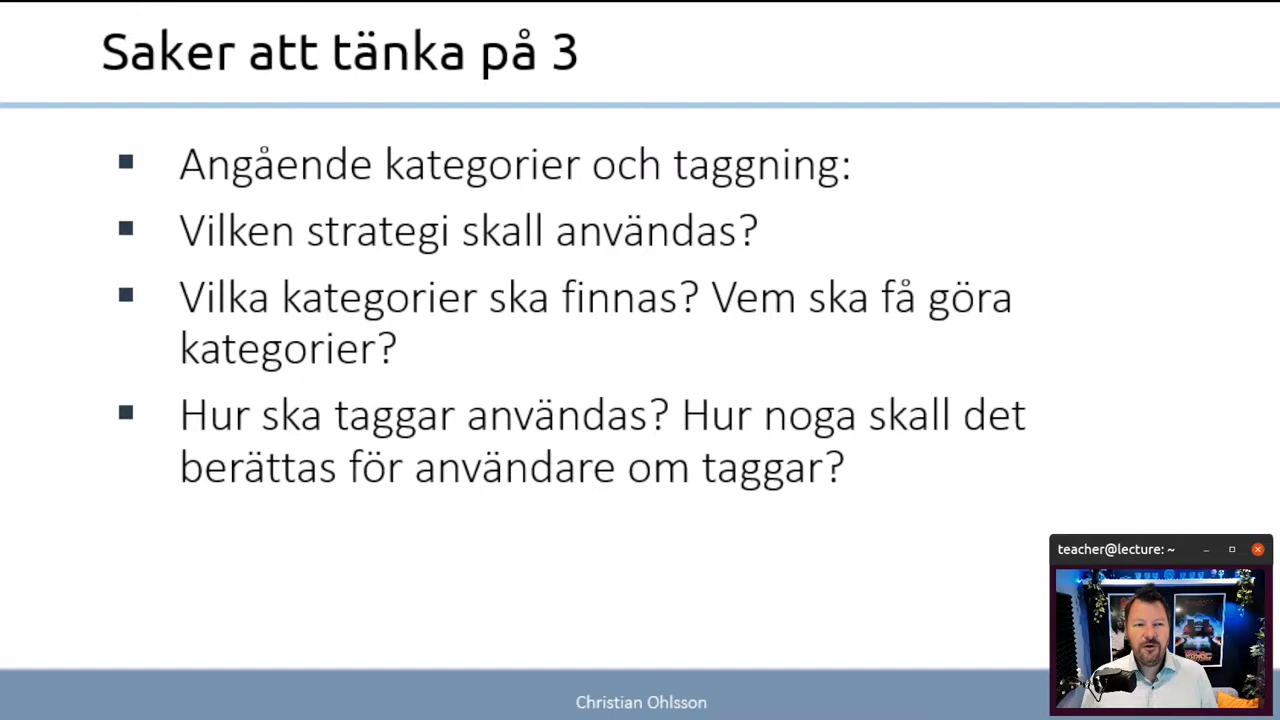 Saker att tänka på 3
Angående kategorier och taggning:
Vilken strategi skall användas?
Vilka kategorier ska finnas? Vem ska få göra
kategorier?
Hur ska taggar användas? Hur noga skall det
berättas för användare om taggar?
teacher@lecture: ~
Christian Ohlsson